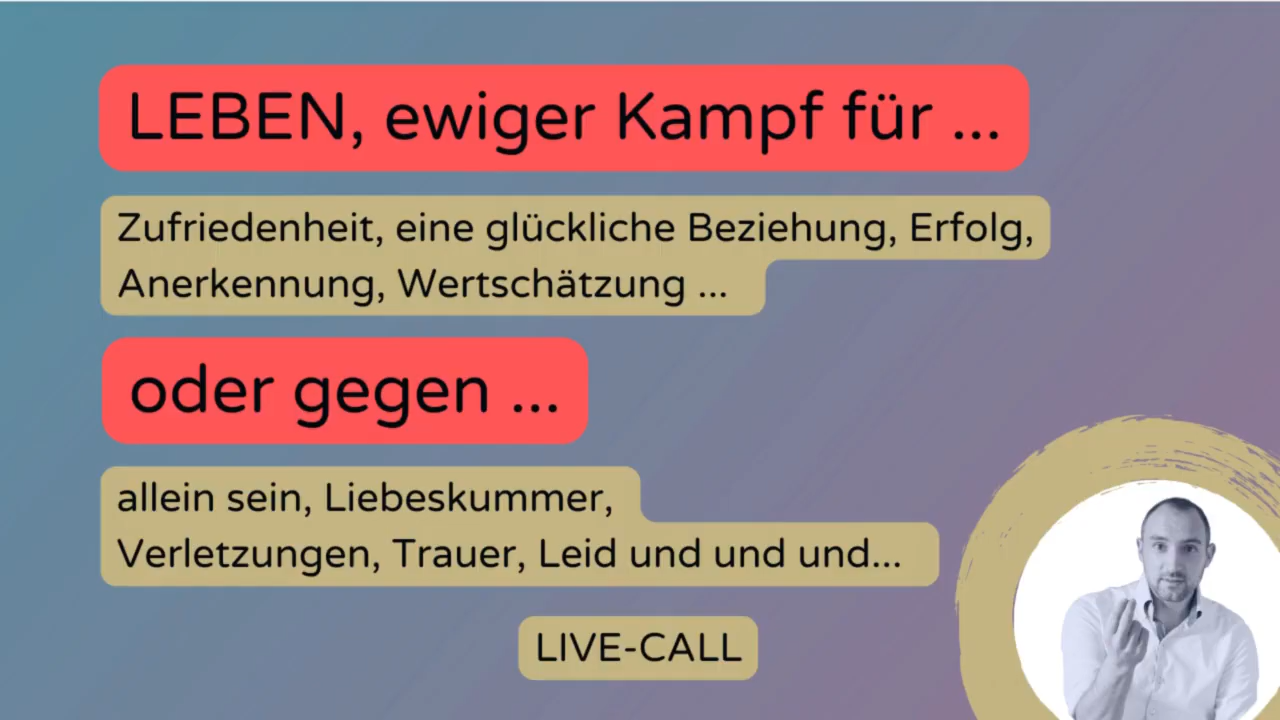 LEBEN, ewiger Kampf für ...
Zufriedenheit, eine glückliche Beziehung, Erfolg,
Anerkennung, Wertschätzung ...
oder gegen ...
allein sein, Liebeskummer,
Verletzungen, Trauer, Leid und und und...
LIVE-CALL